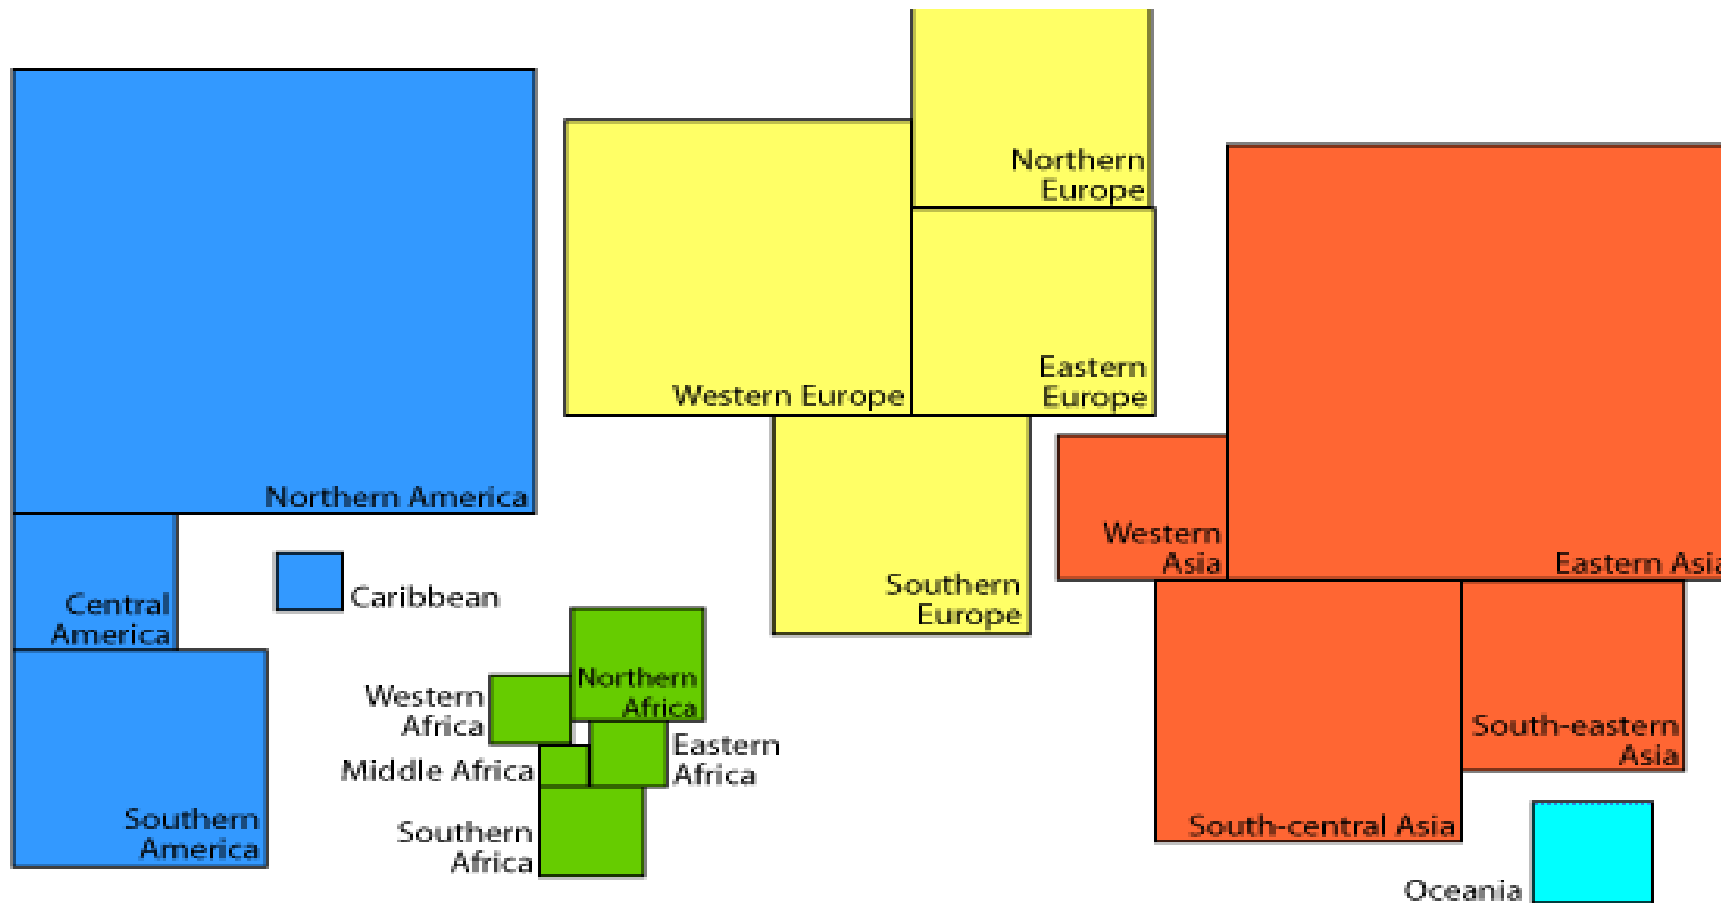 Northern
Europe
Eastern
Europe
Western Europe
Northern America
Western
Asia
Eastern Asia
Southern
Europe
Central
America
Caribbean
Northern
Africa
Western
Africa
Eastern
Africa
Middle Africa
South-eastern
Asia
Southern
America
Southern
Africa
South-central Asia
Oceania